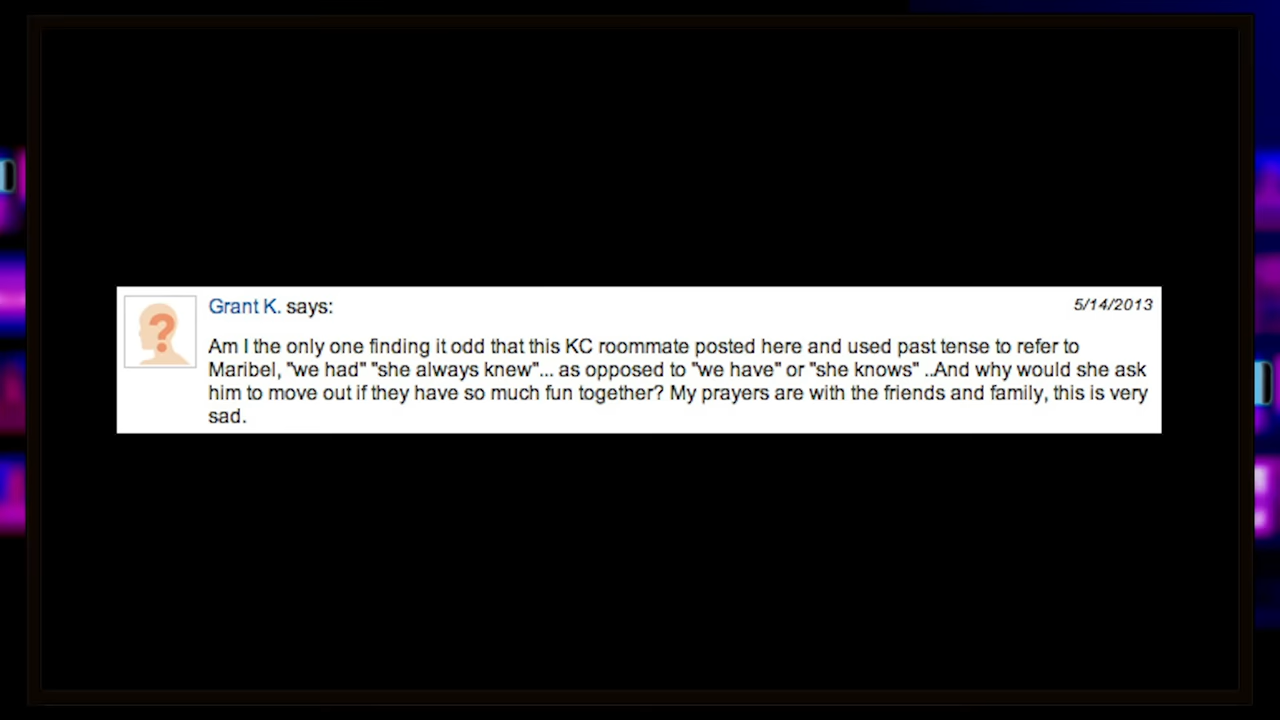 Grant K. says:
5/14/2013
Am I the only one finding it odd that this KC roommate posted here and used past tense to refer to
Maribel, "we had" "she always knew"... as opposed to "we have" or "she knows" ..And why would she ask
him to move out if they have so much fun together? My prayers are with the friends and family, this is very
sad.